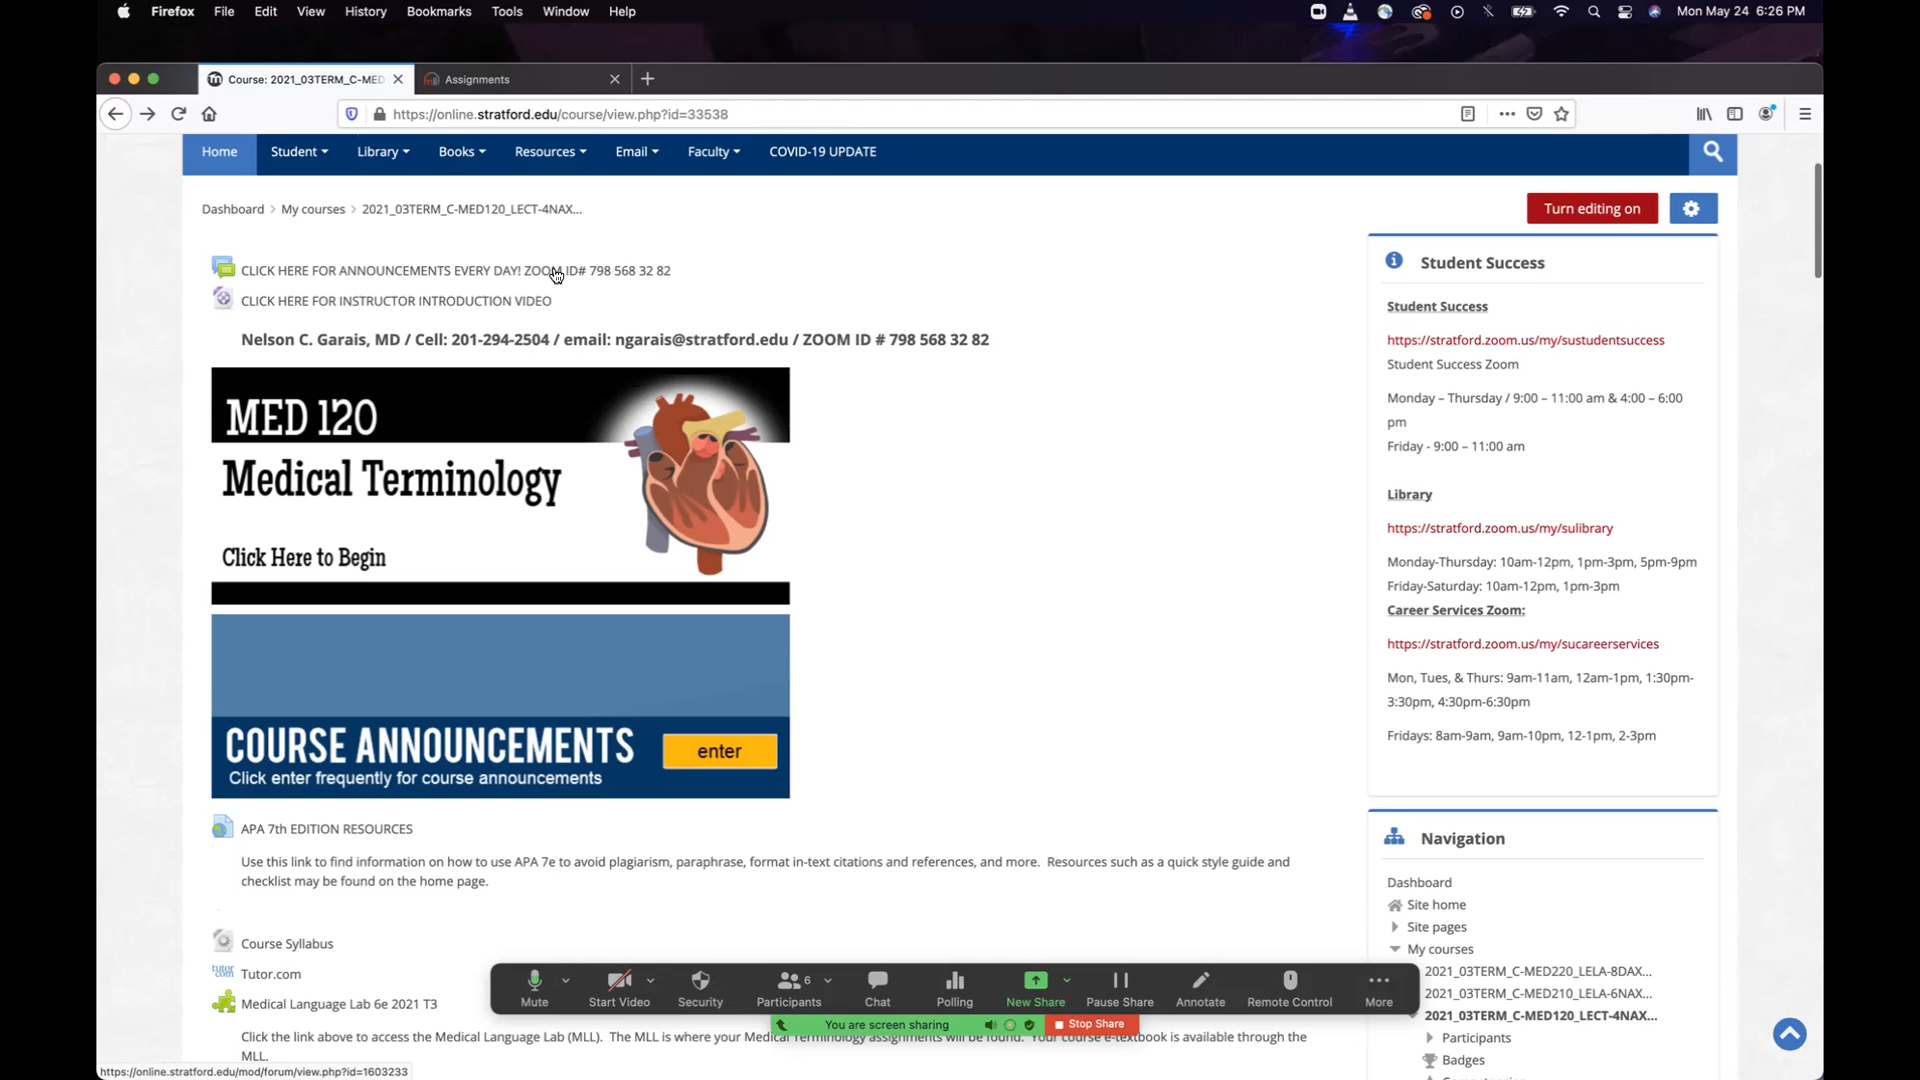 Firefox File Edit View History Bookmarks Tools Window Help Mon May 24 6:26 PM
Course: 2021_03TERM_C-MED Assignments
https://online.stratford.edu/course/view.php?id=33538
Home Student Library Books Resources Email Faculty COVID-19 UPDATE
Dashboard My courses 2021_03TERM_C-MED120_LECT-4NAX...
Turn editing on
CLICK HERE FOR ANNOUNCEMENTS EVERY DAY! ZOOM ID# 798 568 32 82
CLICK HERE FOR INSTRUCTOR INTRODUCTION VIDEO
Nelson C. Garais, MD / Cell: 201-294-2504 / email: ngarais@stratford.edu / ZOOM ID # 798 568 32 82
MED 120
Medical Terminology
Click Here to Begin
COURSE ANNOUNCEMENTS
enter
Click enter frequently for course announcements
APA 7th EDITION RESOURCES
Use this link to find information on how to use APA 7e to avoid plagiarism, paraphrase, format in-text citations and references, and more. Resources such as a quick style guide and
checklist may be found on the home page.
Course Syllabus
tutor.com
Tutor.com
Medical Language Lab 6e 2021 T3
Click the link above to access the Medical Language Lab (MLL). The MLL is where your Medical Terminology assignments will be found. Your course e-textbook is available through the
MLL.
Student Success
Student Success
https://stratford.zoom.us/my/sustudentsuccess
Student Success Zoom
Monday – Thursday / 9:00 – 11:00 am & 4:00 – 6:00
pm
Friday - 9:00 – 11:00 am
Library
https://stratford.zoom.us/my/sulibrary
Monday-Thursday: 10am-12pm, 1pm-3pm, 5pm-9pm
Friday-Saturday: 10am-12pm, 1pm-3pm
Career Services Zoom:
https://stratford.zoom.us/my/sucareerservices
Mon, Tues, & Thurs: 9am-11am, 12am-1pm, 1:30pm-
3:30pm, 4:30pm-6:30pm
Fridays: 8am-9am, 9am-10pm, 12-1pm, 2-3pm
Navigation
Dashboard
Site home
Site pages
My courses
2021_03TERM_C-MED220_LELA-8DAX...
2021_03TERM_C-MED210_LELA-6NAX...
2021_03TERM_C-MED120_LECT-4NAX...
Participants
Badges
6
Mute Start Video Security Participants Chat Polling New Share Pause Share Annotate Remote Control More
You are screen sharing Stop Share
https://online.stratford.edu/mod/forum/view.php?id=1603233